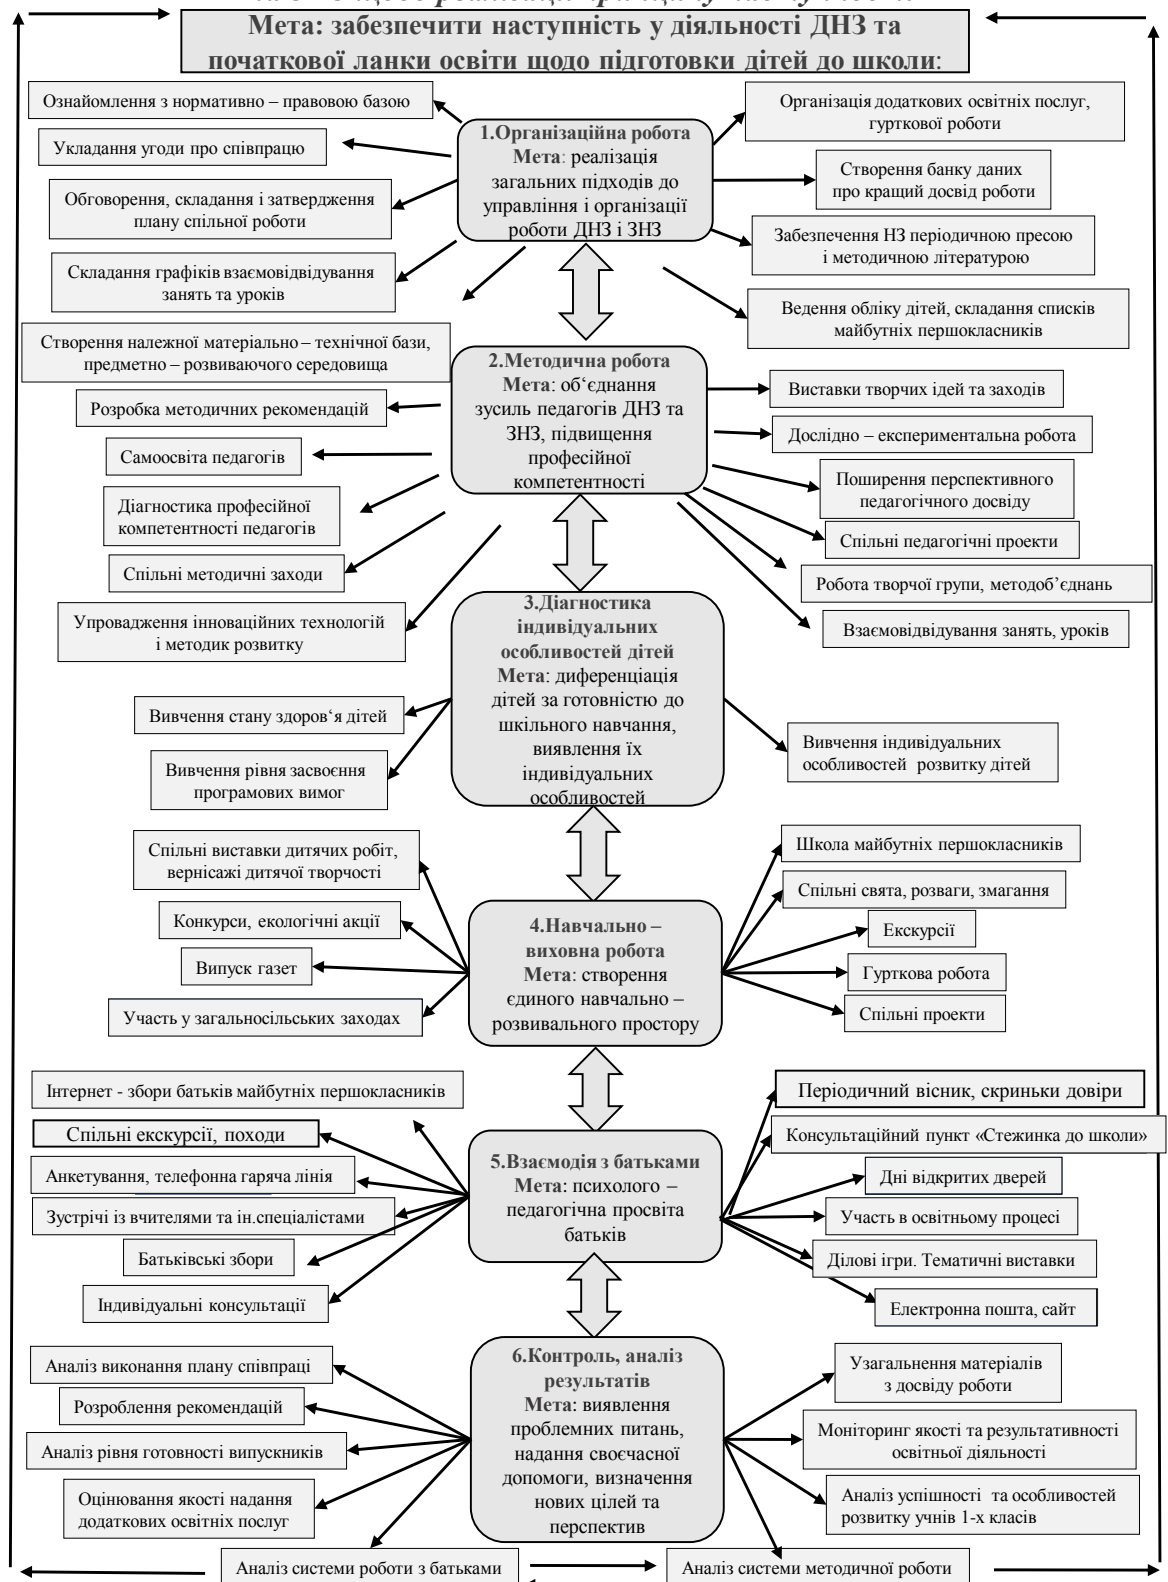 Мета: забезпечити наступність у діяльності ДНЗ та
початкової ланки освіти щодо підготовки дітей до школи:
Ознайомлення з нормативно – правовою базою
Укладання угоди про співпрацю
Обговорення, складання і затвердження
плану спільної роботи
Складання графіків взаємовідвідування
занять та уроків
Створення належної матеріально – технічної бази,
предметно – розвиваючого середовища
1.Організаційна робота
Мета: реалізація
загальних підходів до
управління і організації
роботи ДНЗ і ЗНЗ
Організація додаткових освітніх послуг,
гурткової роботи
Створення банку даних
про кращий досвід роботи
Забезпечення НЗ періодичною пресою
і методичною літературою
Ведення обліку дітей, складання списків
майбутніх першокласників
Розробка методичних рекомендацій
Самоосвіта педагогів
Діагностика професійної
компетентності педагогів
Спільні методичні заходи
Упровадження інноваційних технологій
і методик розвитку
2.Методична робота
Мета: об‘єднання
зусиль педагогів ДНЗ та
ЗНЗ, підвищення
професійної
компетентності
Виставки творчих ідей та заходів
Дослідно – експериментальна робота
Поширення перспективного
педагогічного досвіду
Спільні педагогічні проекти
Робота творчої групи, методоб’єднань
Взаємовідвідування занять, уроків
Вивчення стану здоров‘я дітей
Вивчення рівня засвоєння
програмових вимог
3.Діагностика
індивідуальних
особливостей дітей
Мета: диференціація
дітей за готовністю до
шкільного навчання,
виявлення їх
індивідуальних
особливостей
Вивчення індивідуальних
особливостей розвитку дітей
Спільні виставки дитячих робіт,
вернісажі дитячої творчості
Конкурси, екологічні акції
Випуск газет
Участь у загальносільських заходах
4.Навчально –
виховна робота
Мета: створення
єдиного навчально –
розвивального простору
Школа майбутніх першокласників
Спільні свята, розваги, змагання
Екскурсії
Гурткова робота
Спільні проекти
Інтернет - збори батьків майбутніх першокласників
Спільні екскурсії, походи
Анкетування, телефонна гаряча лінія
Зустрічі із вчителями та ін.спеціалістами
Батьківські збори
Індивідуальні консультації
5.Взаємодія з батьками
Мета: психолого –
педагогічна просвіта
батьків
Періодичний вісник, скриньки довіри
Консультаційний пункт «Стежинка до школи»
Дні відкритих дверей
Участь в освітньому процесі
Ділові ігри. Тематичні виставки
Електронна пошта, сайт
Аналіз виконання плану співпраці
Розроблення рекомендацій
Аналіз рівня готовності випускників
Оцінювання якості надання
додаткових освітніх послуг
Аналіз системи роботи з батьками
6.Контроль, аналіз
результатів
Мета: виявлення
проблемних питань,
надання своєчасної
допомоги, визначення
нових цілей та
перспектив
Узагальнення матеріалів
з досвіду роботи
Моніторинг якості та результативності
освітньої діяльності
Аналіз успішності та особливостей
розвитку учнів 1-х класів
Аналіз системи методичної роботи